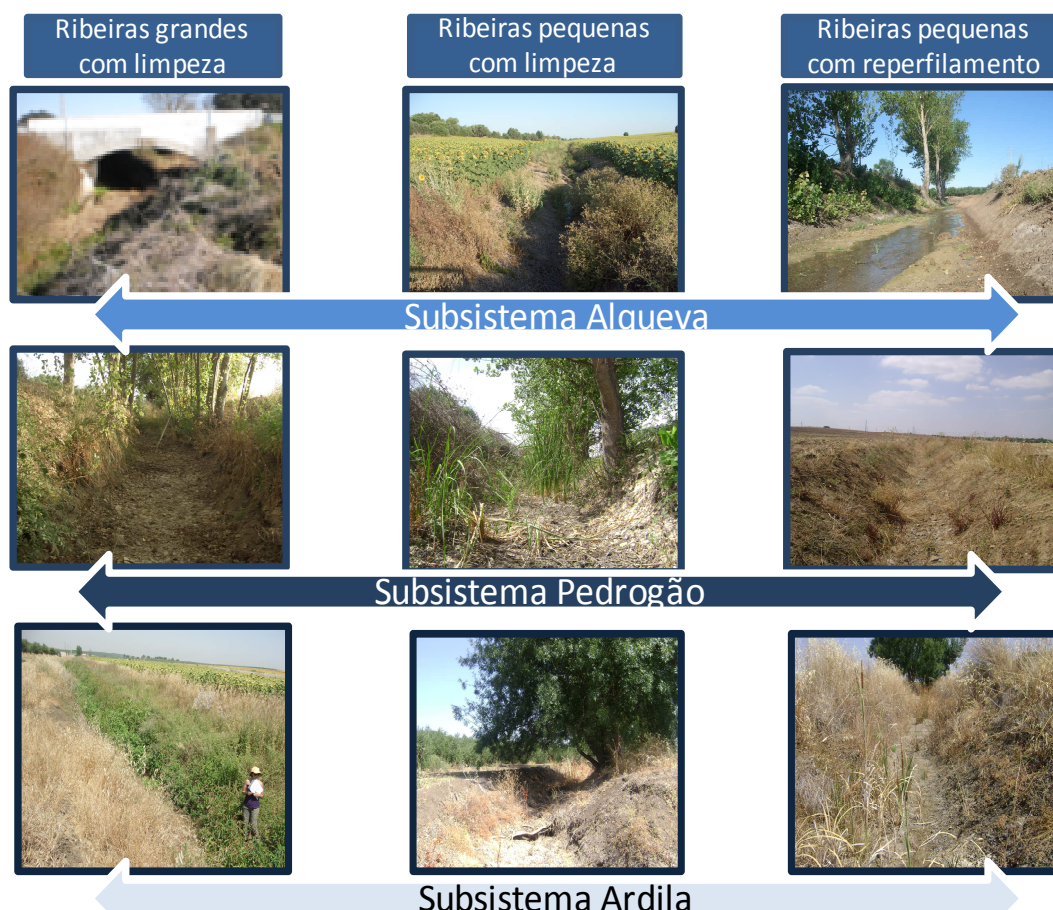 Ribeiras grandes
com limpeza
Ribeiras pequenas
com limpeza
Ribeiras pequenas
com reperfilamento
Subsistema Alqueva
Subsistema Pedrogão
Subsistema Ardila